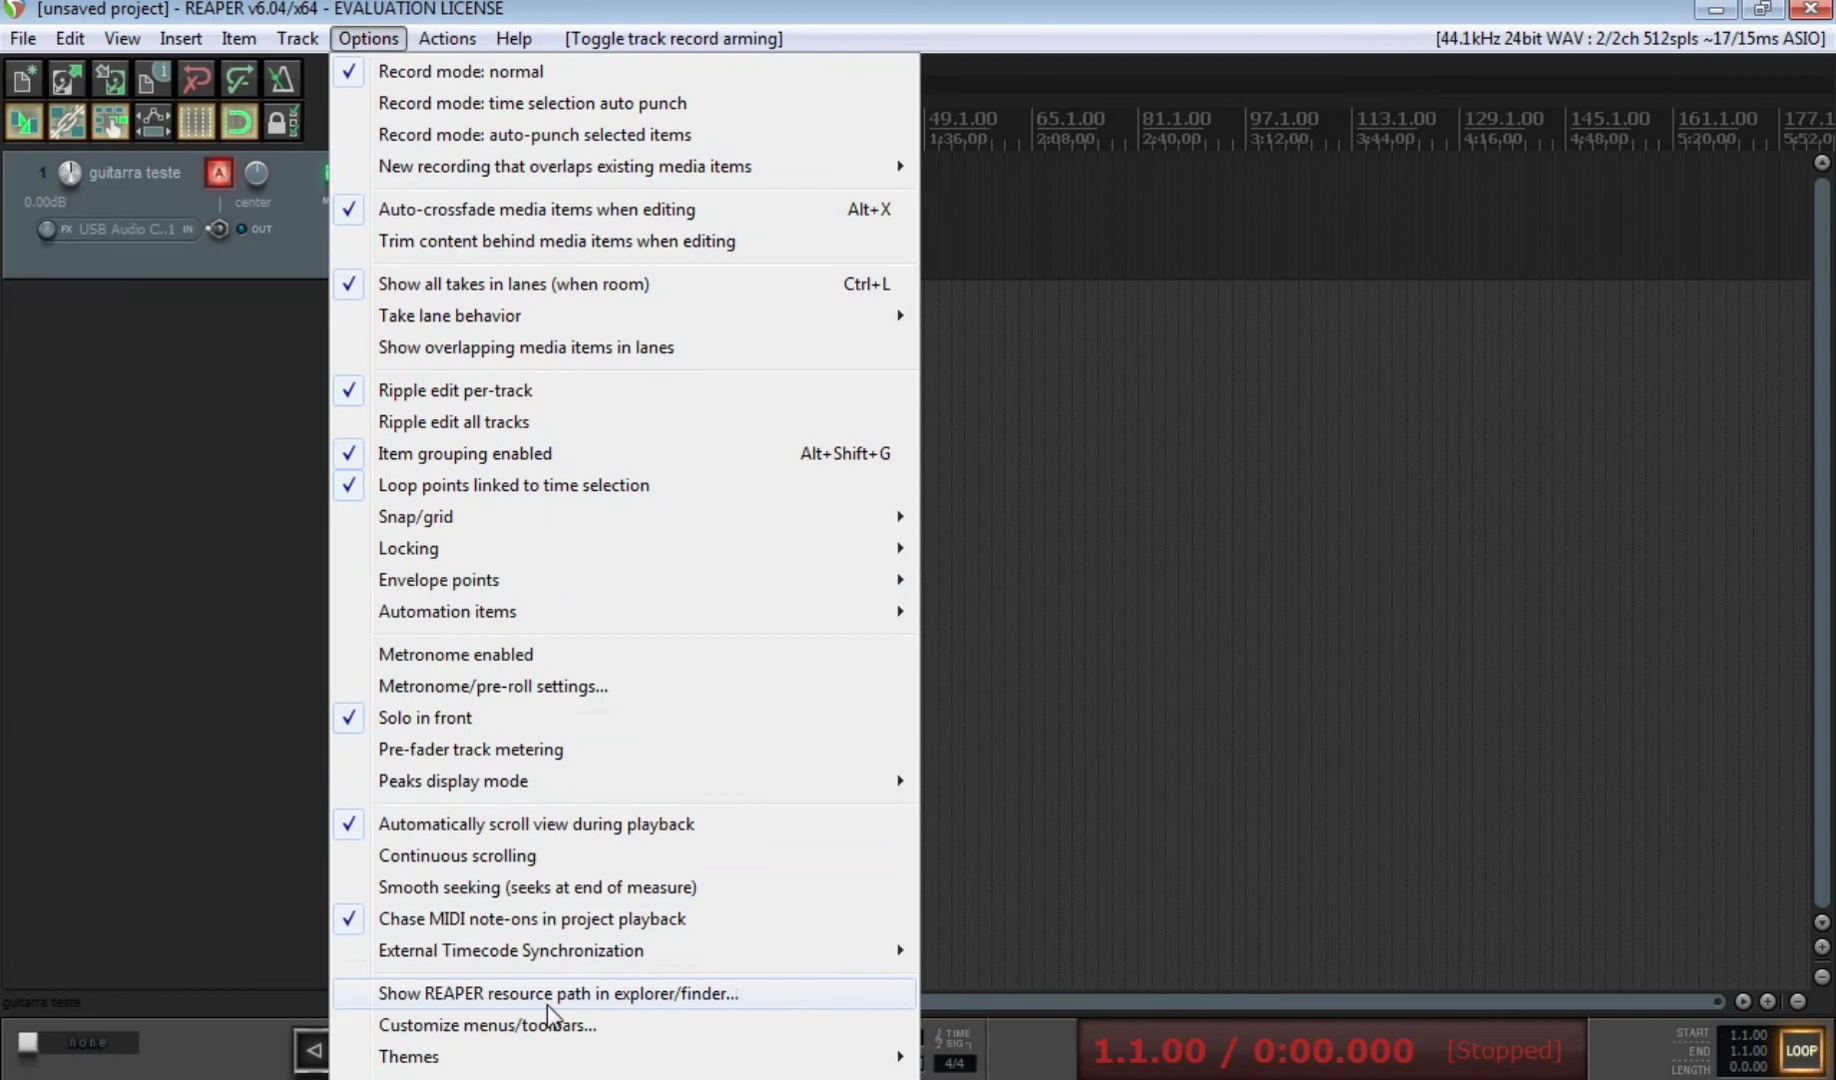 [unsaved project] - REAPER v6.04/x64 - EVALUATION LICENSE
File Edit View Insert Item Track Options Actions Help [Toggle track record arming] [44.1kHz 24bit WAV : 2/2ch 512spls ~17/15ms ASIO]
Record mode: normal
Record mode: time selection auto punch
Record mode: auto-punch selected items
New recording that overlaps existing media items
Auto-crossfade media items when editing Alt+X
Trim content behind media items when editing
Show all takes in lanes (when room) Ctrl+L
Take lane behavior
Show overlapping media items in lanes
Ripple edit per-track
Ripple edit all tracks
Item grouping enabled Alt+Shift+G
Loop points linked to time selection
Snap/grid
Locking
Envelope points
Automation items
Metronome enabled
Metronome/pre-roll settings...
Solo in front
Pre-fader track metering
Peaks display mode
Automatically scroll view during playback
Continuous scrolling
Smooth seeking (seeks at end of measure)
Chase MIDI note-ons in project playback
External Timecode Synchronization
Show REAPER resource path in explorer/finder...
Customize menus/toolbars...
Themes
49.1.00 65.1.00 81.1.00 97.1.00 113.1.00 129.1.00 145.1.00 161.1.00 177.1
1:36,00 2:08,00 2:40,00 3:12,00 3:44,00 4:16,00 4:48,00 5:20,00 5:52,0
1 guitarra teste A
0.00dB center
FX USB Audio C..1 IN OUT
guitarra teste
none
TIME SIG
4/4
1.1.00 / 0:00.000 [Stopped]
START 1.1.00
END 1.1.00
LENGTH 0.0.00
LOOP